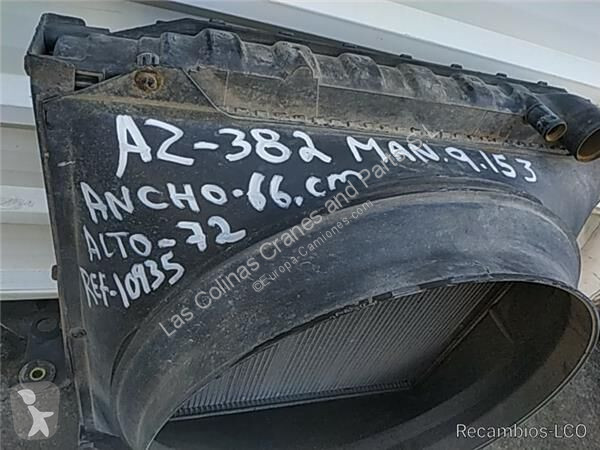 AZ-382 MAN.9.153
ANCHO-66.cm
ALTO-72
REF-10935
Las Colinas Cranes and Parts
©Europa-Camiones.com
Recambios-LCO